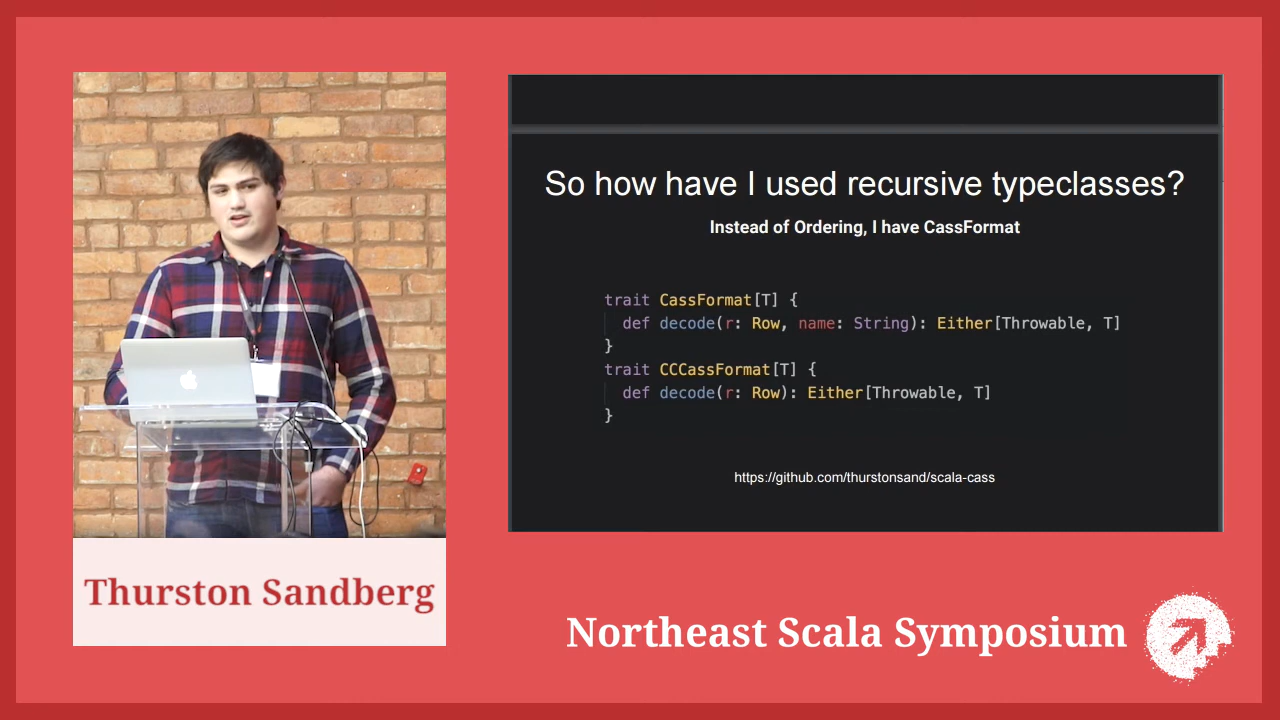 So how have I used recursive typeclasses?
Instead of Ordering, I have CassFormat
trait CassFormat[T] {
  def decode(r: Row, name: String): Either[Throwable, T]
}
trait CCCassFormat[T] {
  def decode(r: Row): Either[Throwable, T]
}
https://github.com/thurstonsand/scala-cass
Thurston Sandberg
Northeast Scala Symposium